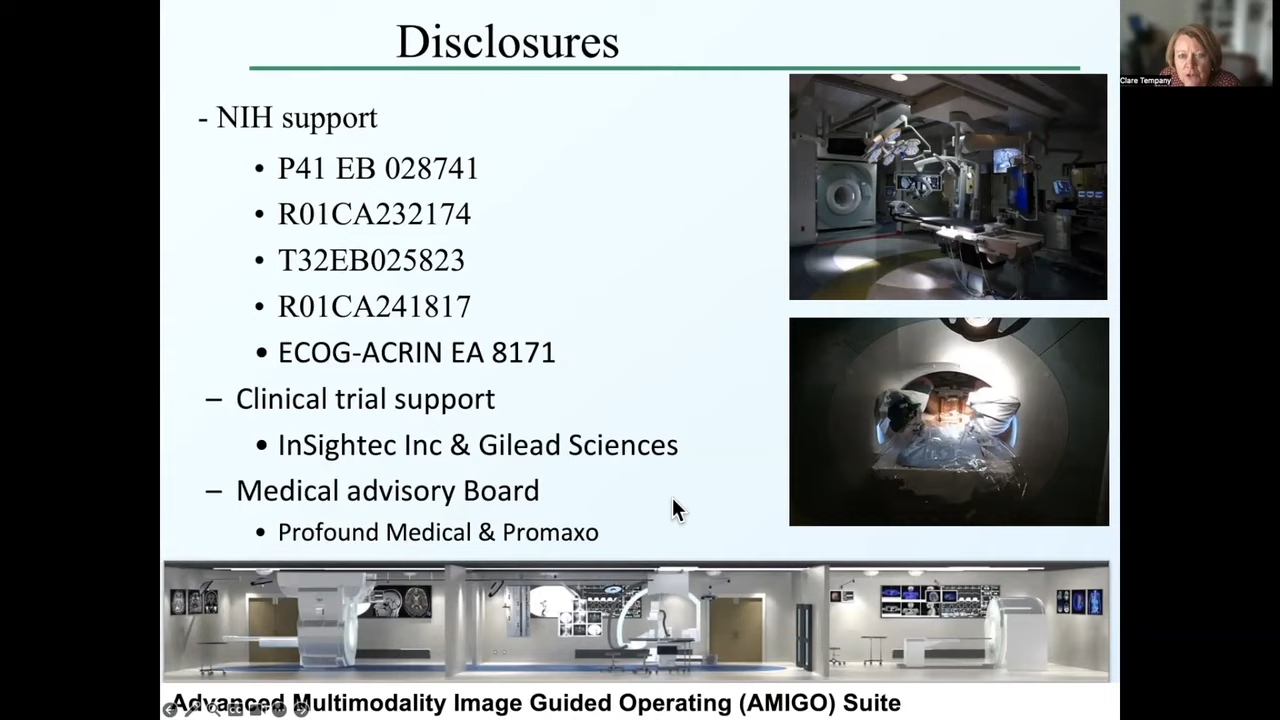 Disclosures
Clare Tempany
- NIH support
• P41 EB 028741
• R01CA232174
• T32EB025823
• R01CA241817
• ECOG-ACRIN EA 8171
– Clinical trial support
• InSightec Inc & Gilead Sciences
– Medical advisory Board
• Profound Medical & Promaxo
Advanced Multimodality Image Guided Operating (AMIGO) Suite